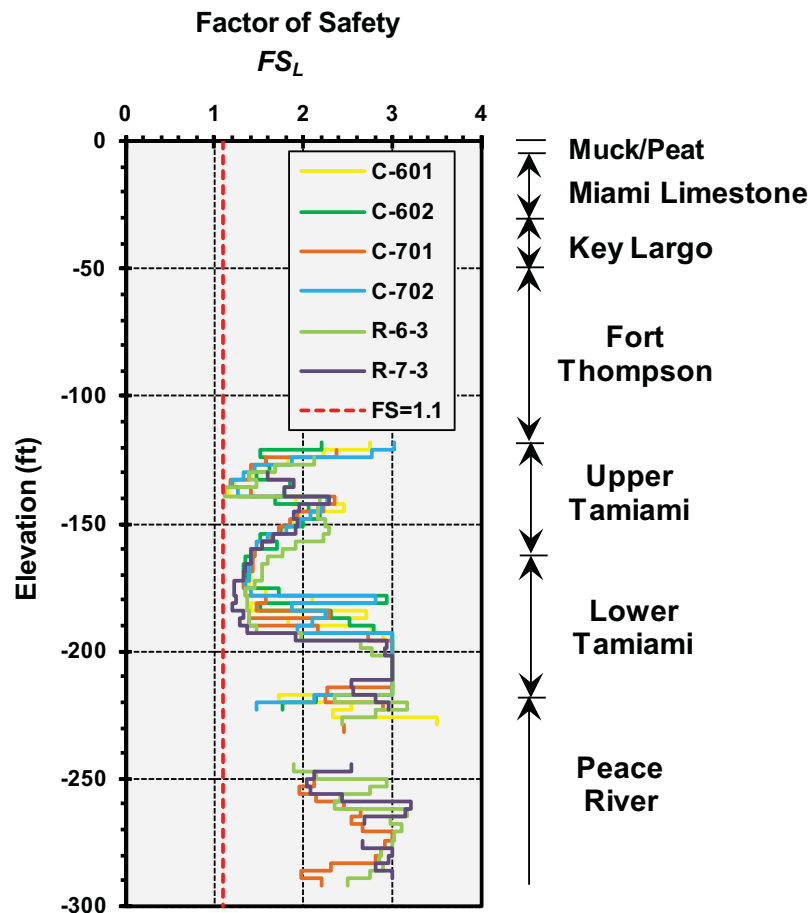 Factor of Safety
FS_L
0 1 2 3 4
0
-50
-100
-150
-200
-250
-300
Elevation (ft)
C-601
C-602
C-701
C-702
R-6-3
R-7-3
FS=1.1
Muck/Peat
Miami Limestone
Key Largo
Fort
Thompson
Upper
Tamiami
Lower
Tamiami
Peace
River